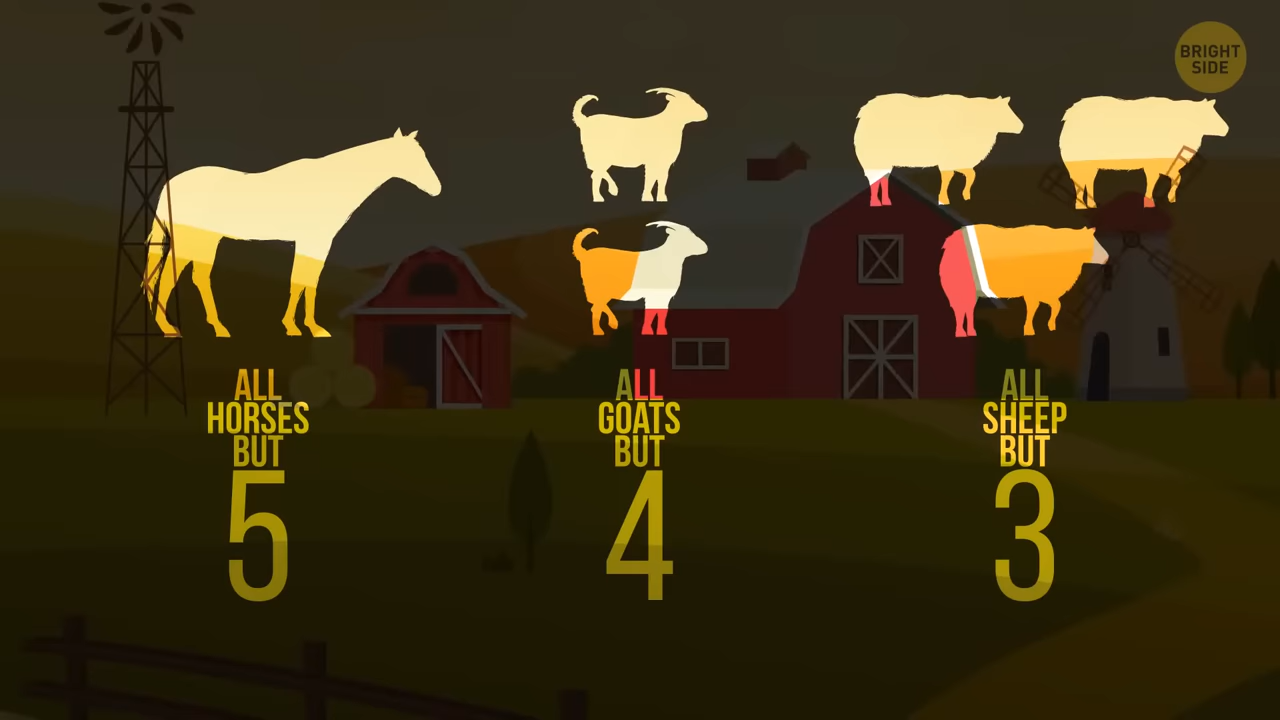 BRIGHT
SIDE
ALL
HORSES
BUT
5
ALL
GOATS
BUT
4
ALL
SHEEP
BUT
3